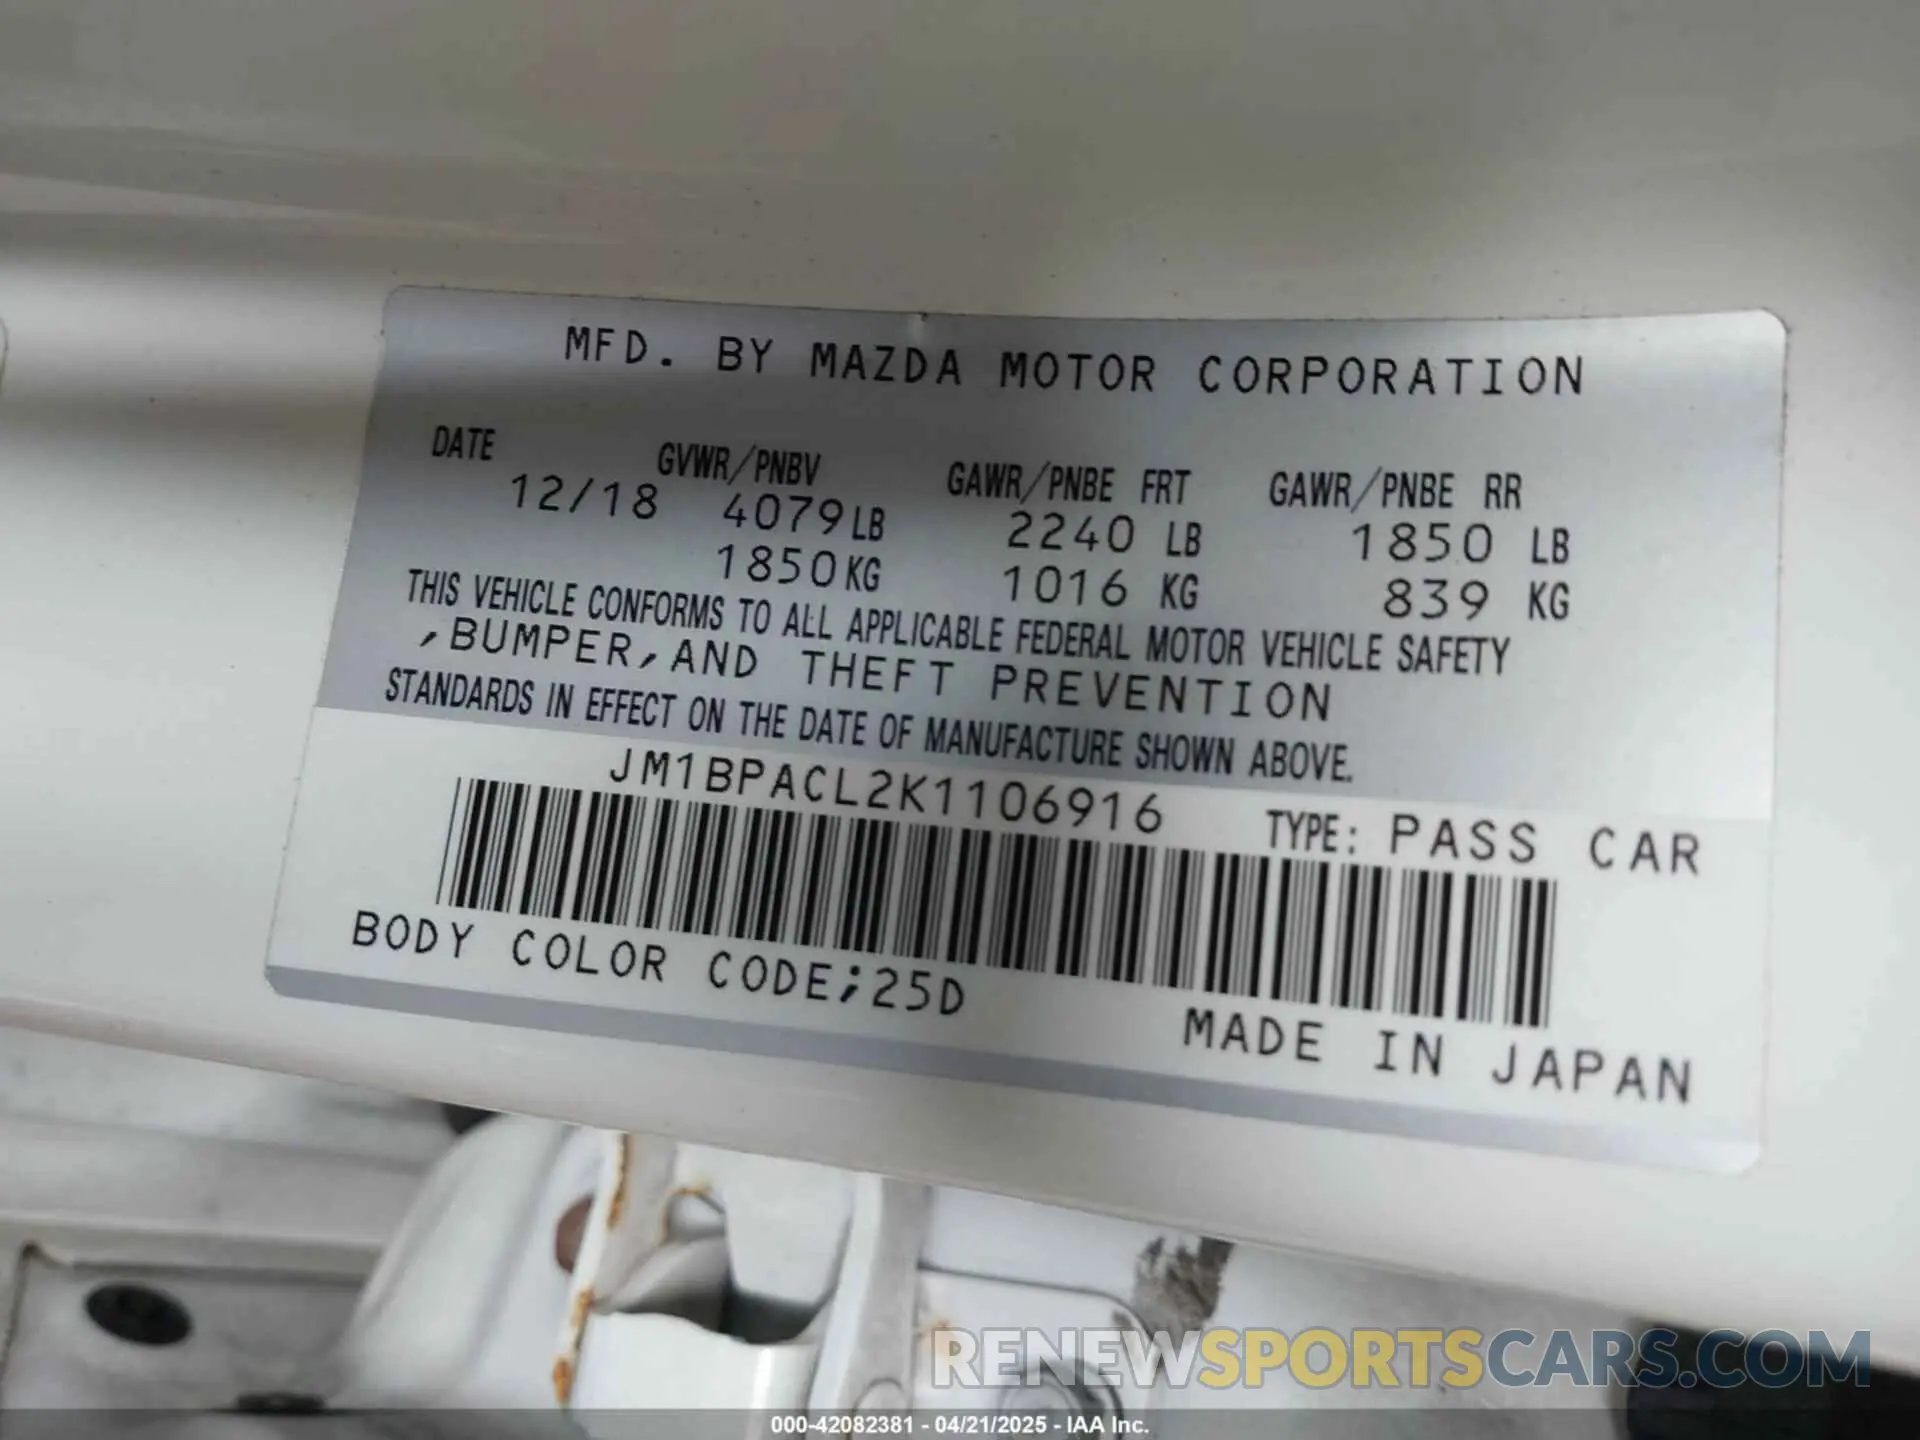 MFD. BY MAZDA MOTOR CORPORATION
DATE GVWR/PNBV GAWR/PNBE FRT GAWR/PNBE RR
12/18 4079LB 2240 LB 1850 LB
1850KG 1016 KG 839 KG
THIS VEHICLE CONFORMS TO ALL APPLICABLE FEDERAL MOTOR VEHICLE SAFETY
,BUMPER,AND THEFT PREVENTION
STANDARDS IN EFFECT ON THE DATE OF MANUFACTURE SHOWN ABOVE.
JM1BPACL2K1106916 TYPE: PASS CAR
BODY COLOR CODE;25D
MADE IN JAPAN
RENEWSPORTSCARS.COM
000-42082381 - 04/21/2025 - IAA Inc.